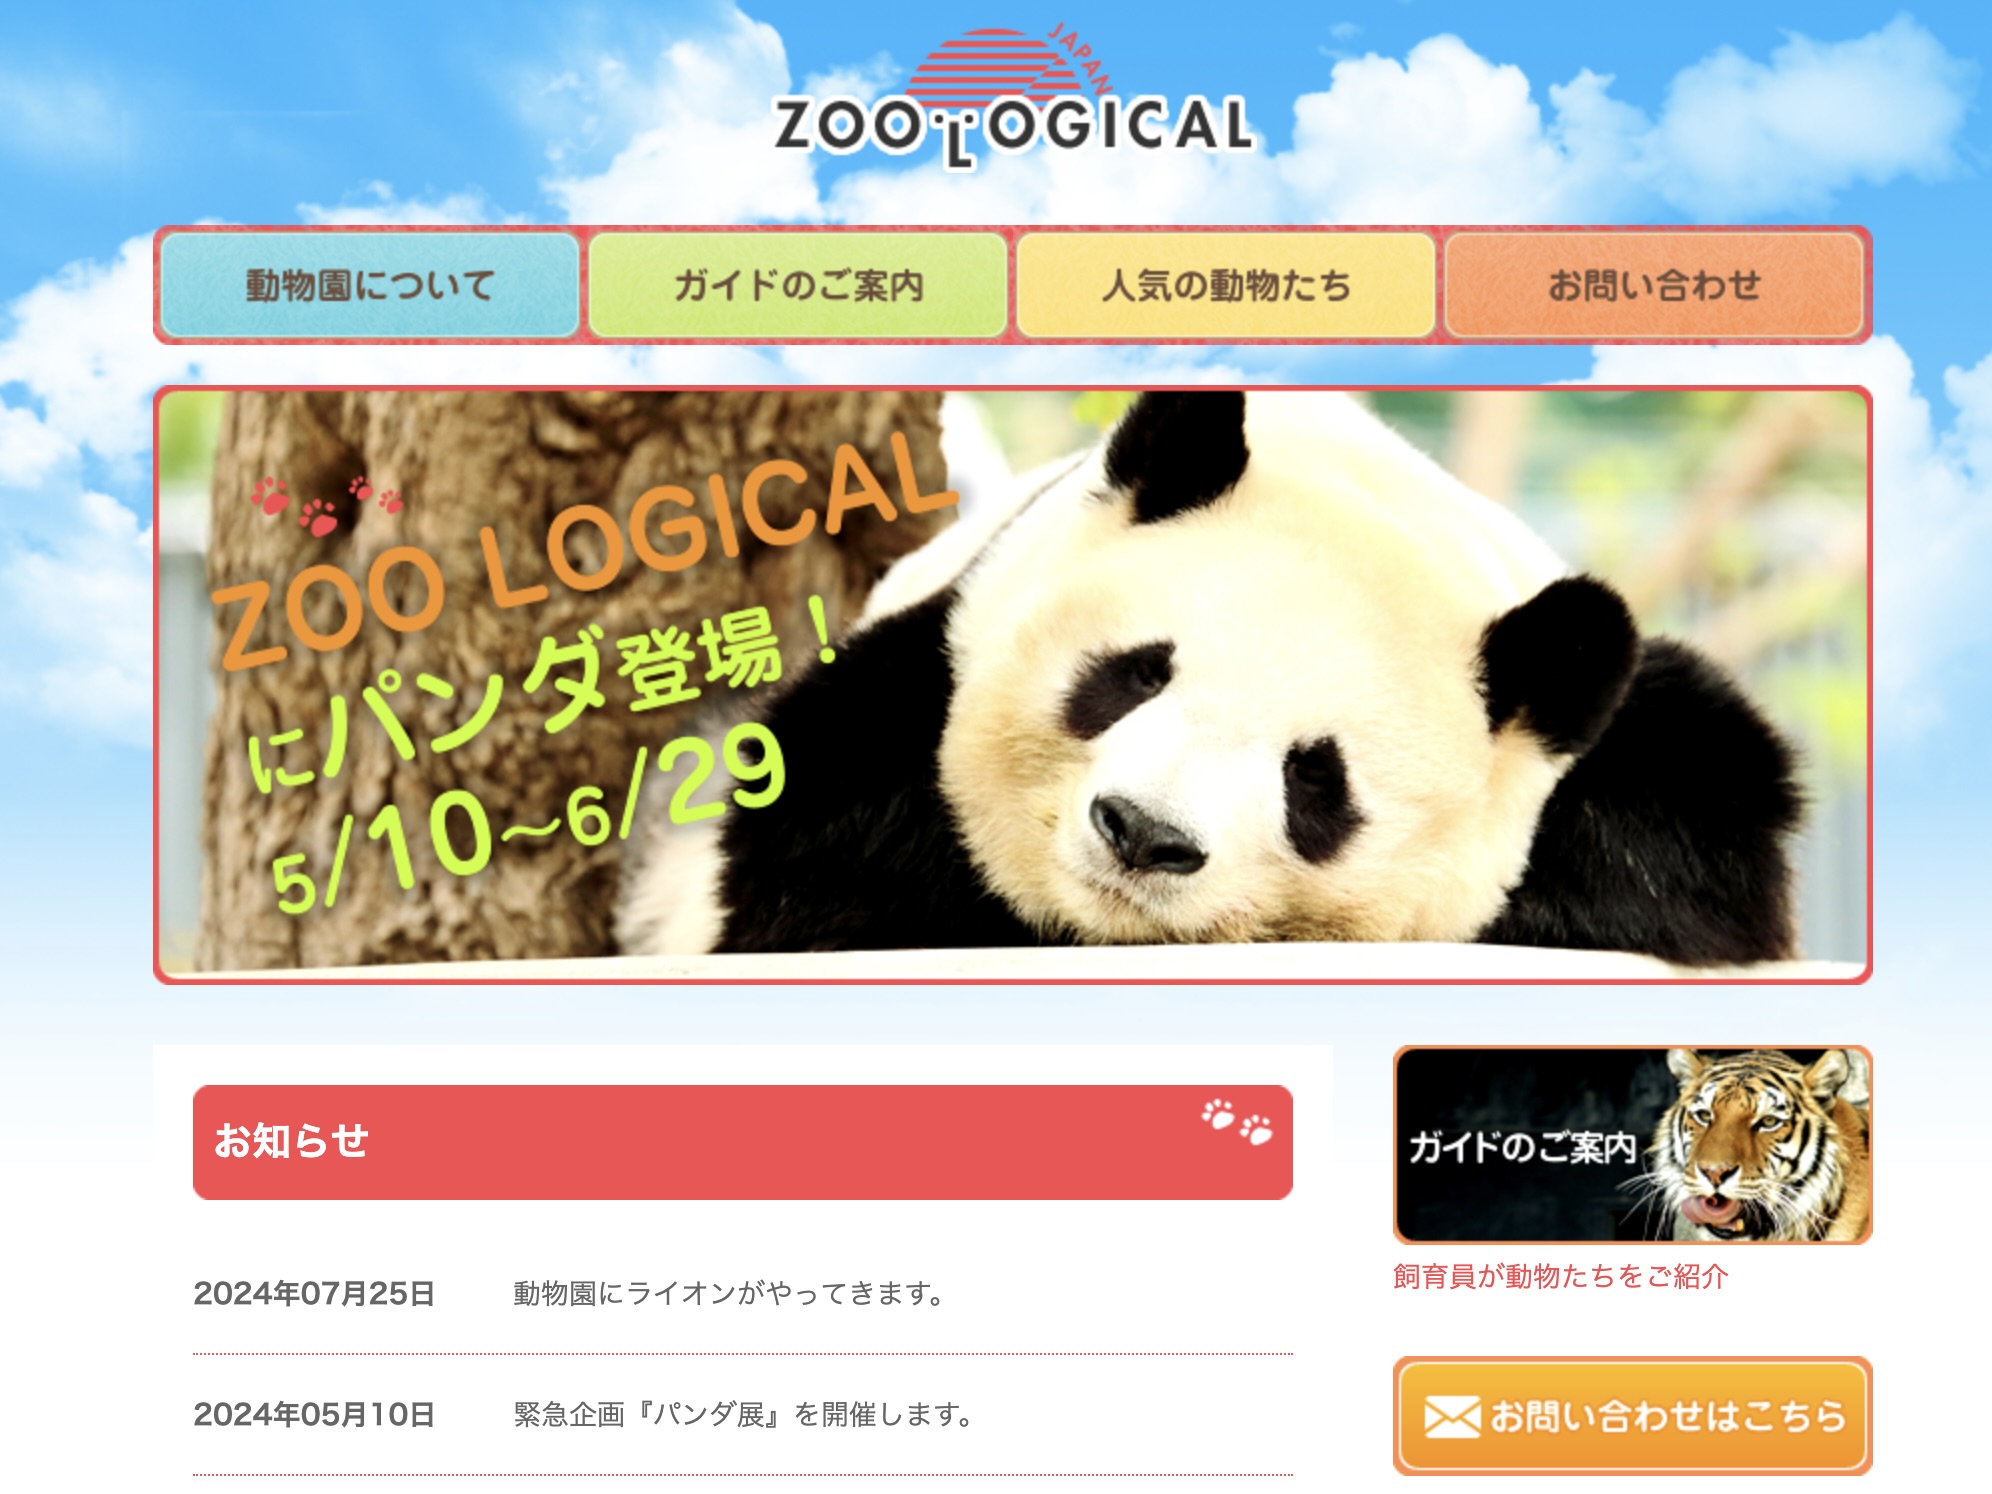 JAPAN
ZOO LOGICAL
動物園について
ガイドのご案内
人気の動物たち
お問い合わせ
ZOO LOGICAL
にパンダ登場！
5/10〜6/29
お知らせ
2024年07月25日 動物園にライオンがやってきます。
2024年05月10日 緊急企画『パンダ展』を開催します。
ガイドのご案内
飼育員が動物たちをご紹介
お問い合わせはこちら